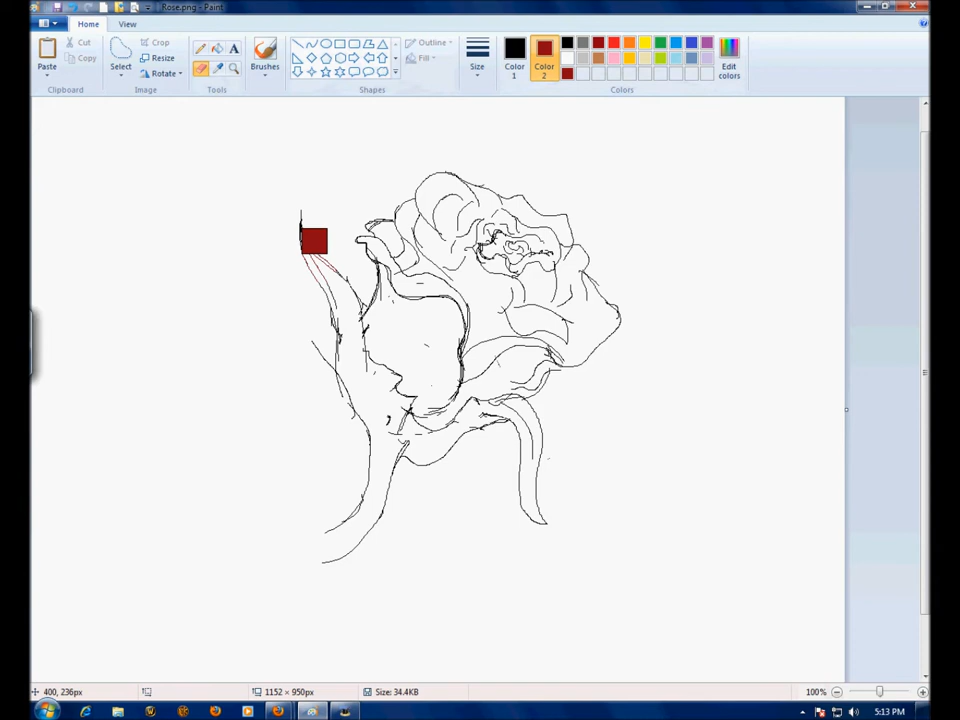 Rose.png - Paint
Home View
Paste
Cut
Copy
Clipboard
Select
Crop
Resize
Rotate
Image
A
Tools
Brushes
Outline
Fill
Shapes
Size
Color 1
Color 2
Edit colors
Colors
400, 236px
1152 × 950px
Size: 34.4KB
100%
5:13 PM